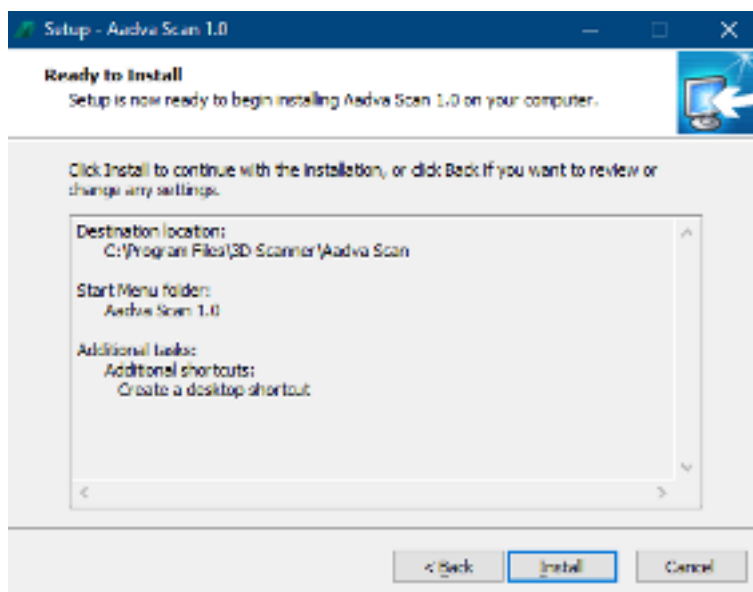 Setup - Aadva Scan 1.0
Ready to Install
Setup is now ready to begin installing Aadva Scan 1.0 on your computer.
Click Install to continue with the installation, or click Back if you want to review or
change any settings.
Destination location:
C:\Program Files\3D Scanner\Aadva Scan
Start Menu folder:
Aadva Scan 1.0
Additional tasks:
Additional shortcuts:
Create a desktop shortcut
< Back
Install
Cancel